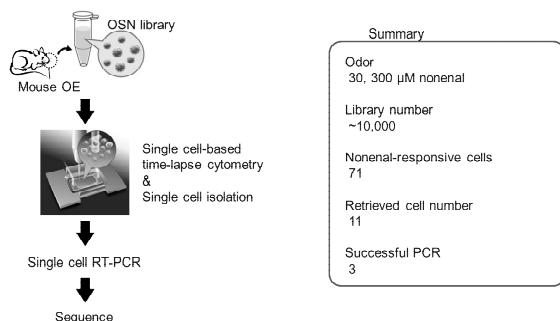 OSN library
Mouse OE
Single cell-based
time-lapse cytometry
&
Single cell isolation
Single cell RT-PCR
Sequence
Summary
Odor
30, 300 μM nonenal
Library number
~10,000
Nonenal-responsive cells
71
Retrieved cell number
11
Successful PCR
3